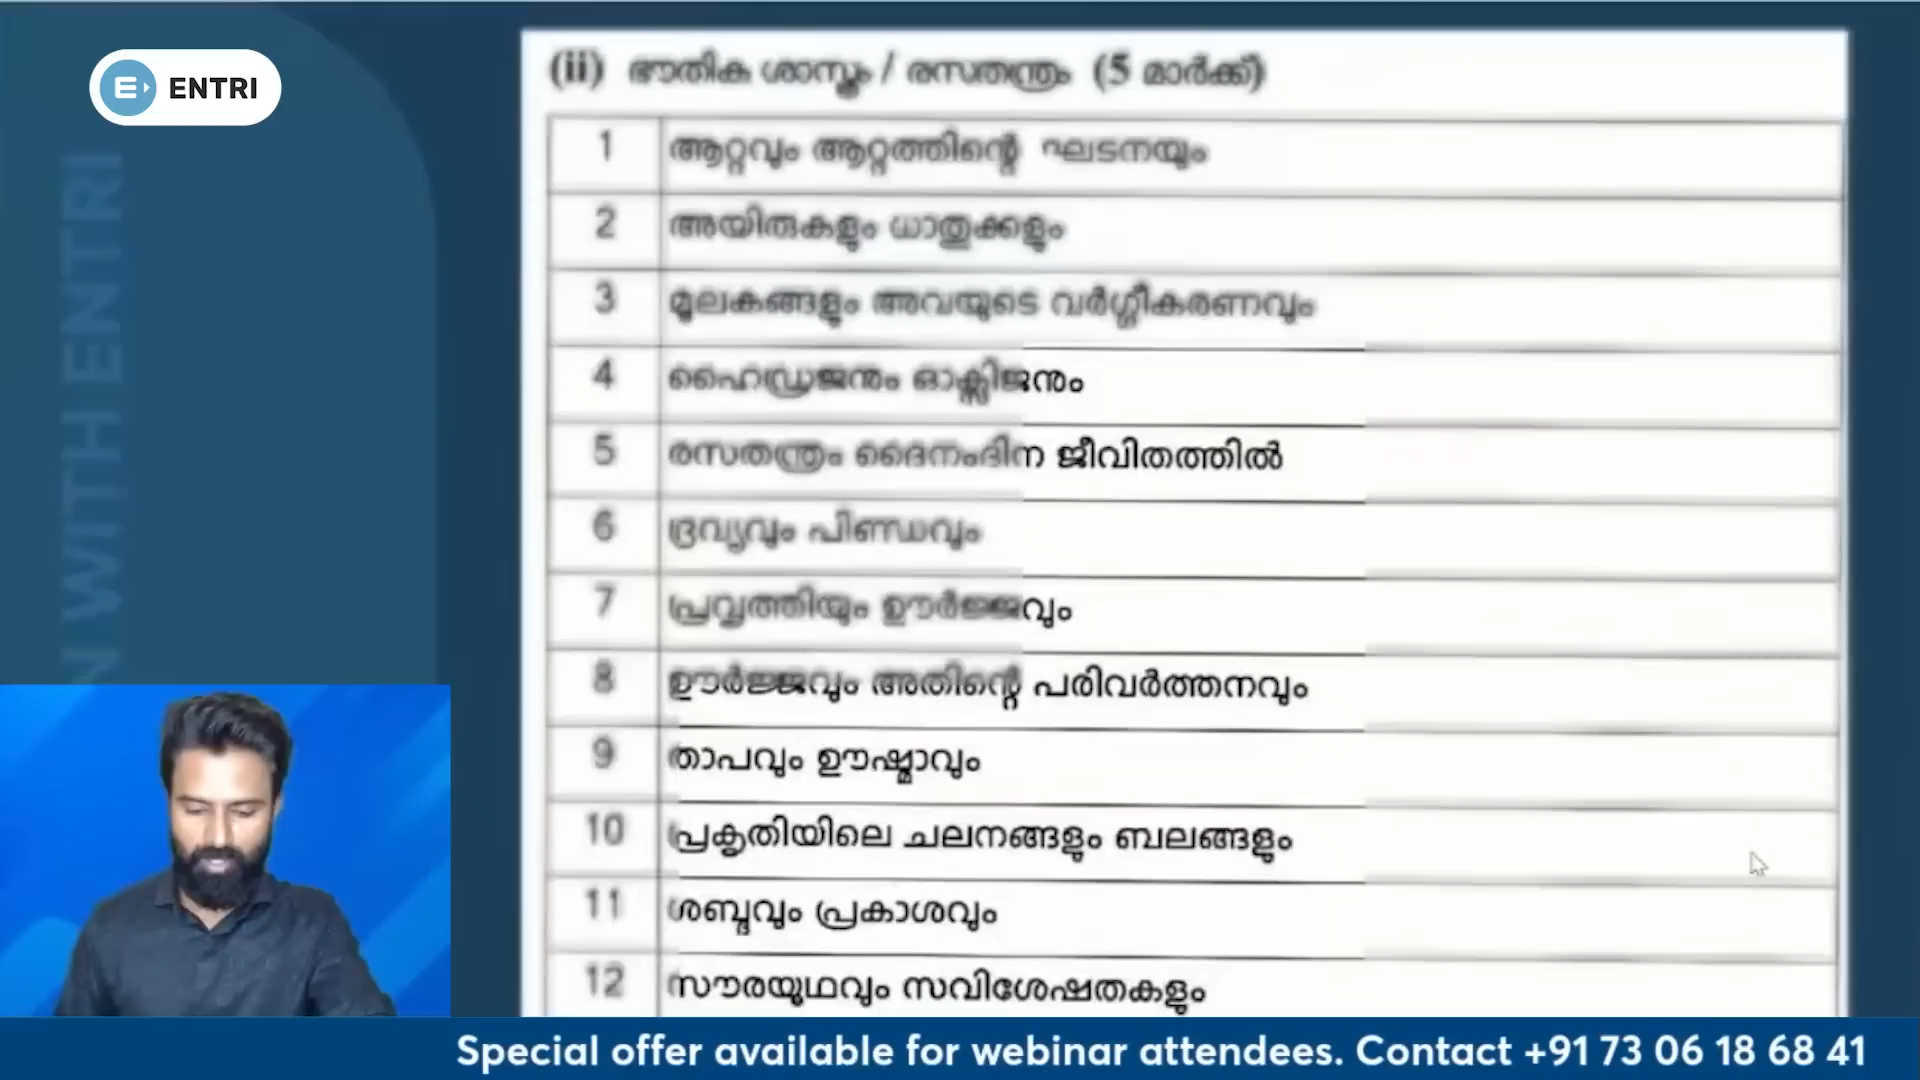 ENTRI
N WITH ENTRI
(ii) ഭൗതിക ശാസ്ത്രം / രസതന്ത്രം (5 മാർക്ക്)
1 ആറ്റവും ആറ്റത്തിന്റെ ഘടനയും
2 അയിരുകളും ധാതുക്കളും
3 മൂലകങ്ങളും അവയുടെ വർഗ്ഗീകരണവും
4 ഹൈഡ്രജനും ഓക്സിജനും
5 രസതന്ത്രം ദൈനംദിന ജീവിതത്തിൽ
6 ദ്രവ്യവും പിണ്ഡവും
7 പ്രവൃത്തിയും ഊർജ്ജവും
8 ഊർജ്ജവും അതിന്റെ പരിവർത്തനവും
9 താപവും ഊഷ്മാവും
10 പ്രകൃതിയിലെ ചലനങ്ങളും ബലങ്ങളും
11 ശബ്ദവും പ്രകാശവും
12 സൗരയൂഥവും സവിശേഷതകളും
Special offer available for webinar attendees. Contact +91 73 06 18 68 41